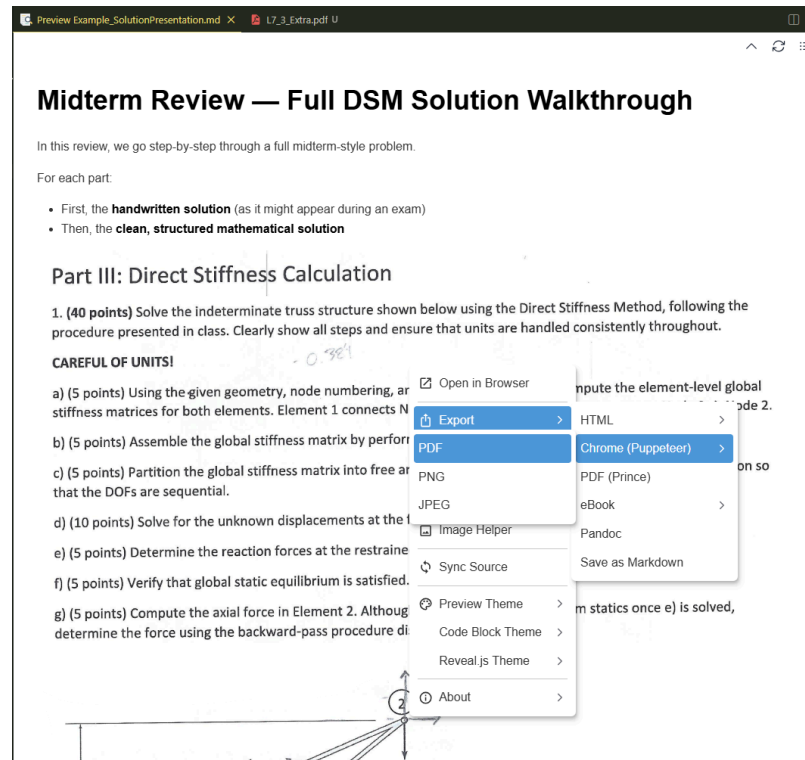 Preview Example_SolutionPresentation.md
L7_3_Extra.pdf U
Midterm Review — Full DSM Solution Walkthrough
In this review, we go step-by-step through a full midterm-style problem.
For each part:
• First, the handwritten solution (as it might appear during an exam)
• Then, the clean, structured mathematical solution
Part III: Direct Stiffness Calculation
1. (40 points) Solve the indeterminate truss structure shown below using the Direct Stiffness Method, following the
procedure presented in class. Clearly show all steps and ensure that units are handled consistently throughout.
CAREFUL OF UNITS!
- 0.384
a) (5 points) Using the given geometry, node numbering, ar
mpute the element-level global
stiffness matrices for both elements. Element 1 connects N
ode 2.
b) (5 points) Assemble the global stiffness matrix by perfor
c) (5 points) Partition the global stiffness matrix into free ar
on so
that the DOFs are sequential.
d) (10 points) Solve for the unknown displacements at the f
e) (5 points) Determine the reaction forces at the restraine
f) (5 points) Verify that global static equilibrium is satisfied.
g) (5 points) Compute the axial force in Element 2. Althoug
m statics once e) is solved,
determine the force using the backward-pass procedure di
2
Open in Browser
Export
PDF
PNG
JPEG
Image Helper
Sync Source
Preview Theme
Code Block Theme
Reveal.js Theme
About
HTML
Chrome (Puppeteer)
PDF (Prince)
eBook
Pandoc
Save as Markdown